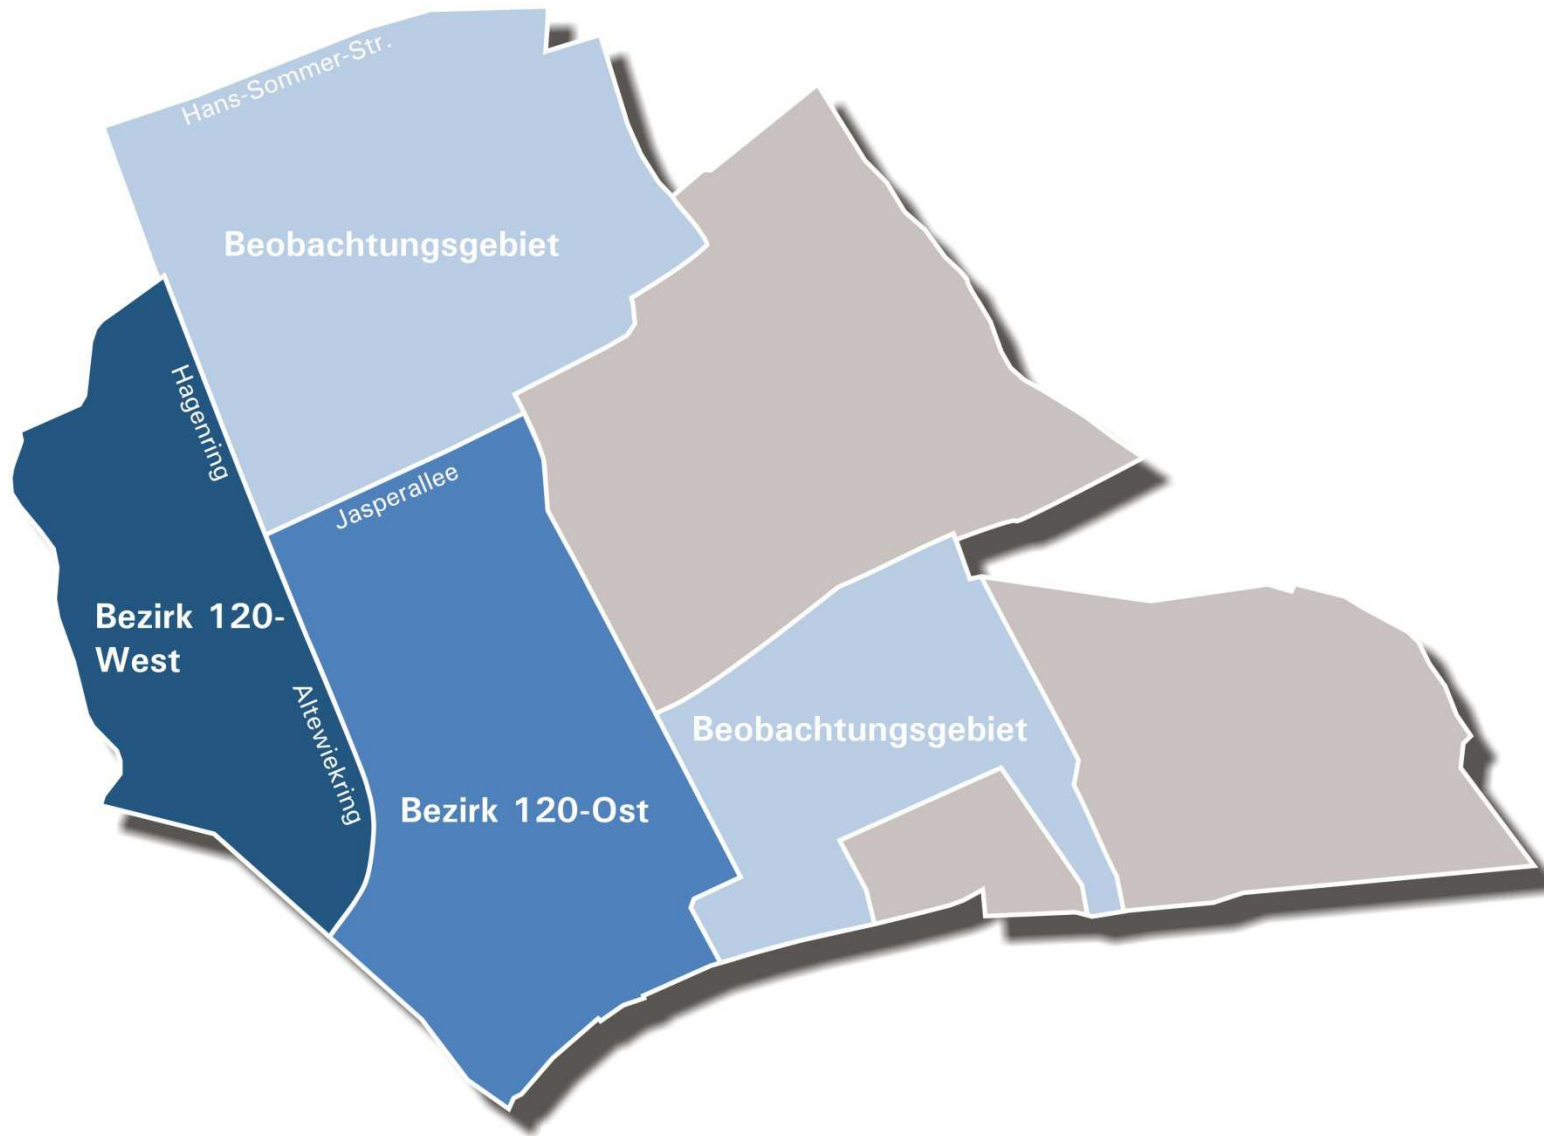 Hans-Sommer-Str.
Beobachtungsgebiet
Hagenring
Jasperallee
Bezirk 120-
West
Altewiekring
Beobachtungsgebiet
Bezirk 120-Ost